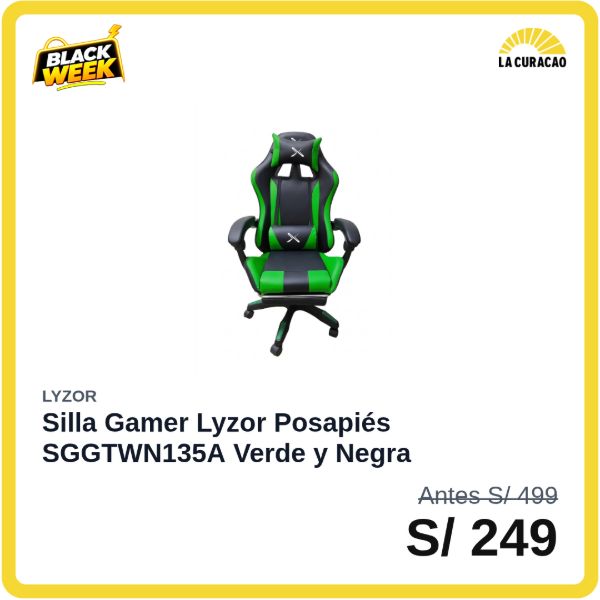 BLACK
WEEK
LA CURACAO
LYZOR
Silla Gamer Lyzor Posapiés
SGGTWN135A Verde y Negra
Antes S/ 499
S/ 249